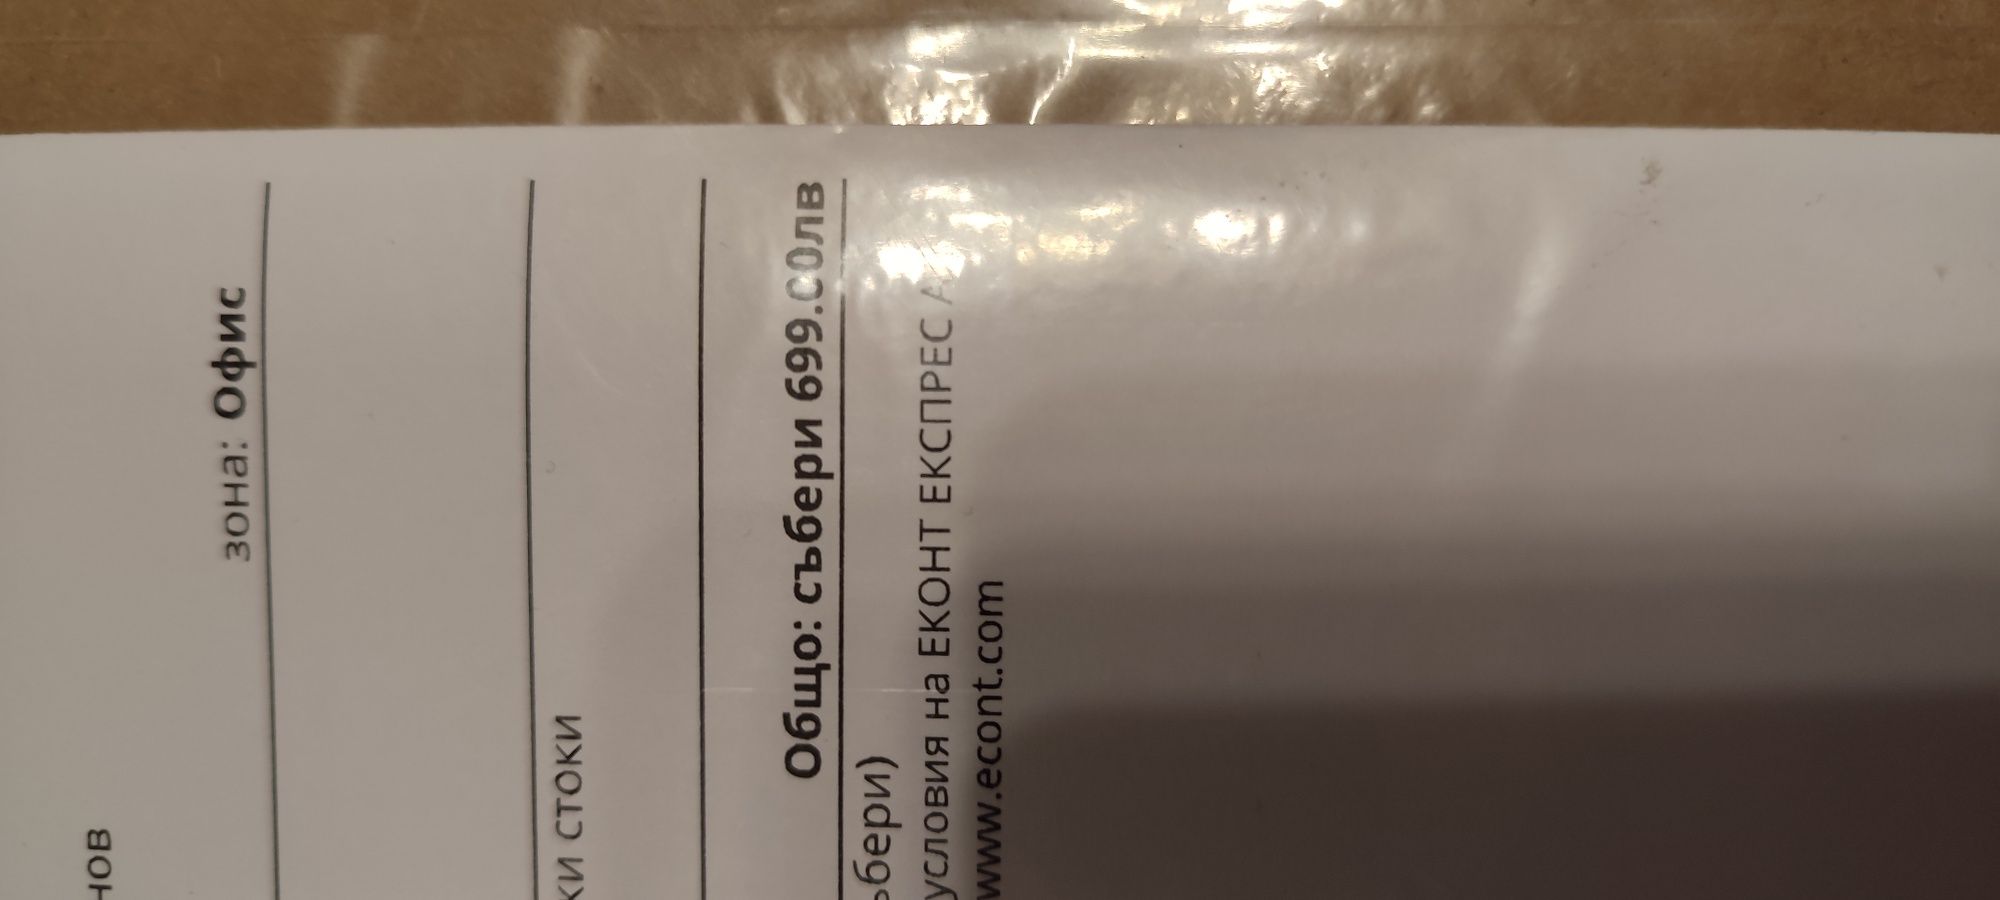 нов
зона: Офис
ки стоки
Общо: събери 699.00лв
ъбери)
условия на ЕКОНТ ЕКСПРЕС
www.econt.com